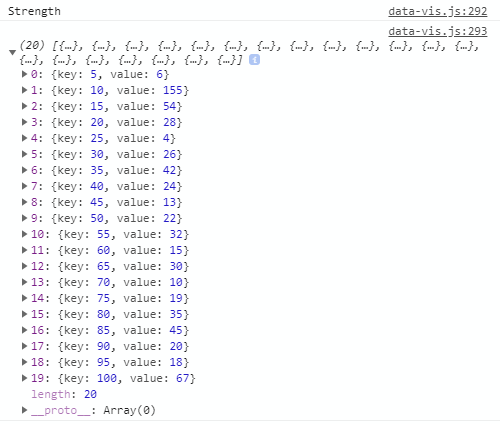 Strength data-vis.js:292
data-vis.js:293
(20) [{…}, {…}, {…}, {…}, {…}, {…}, {…}, {…}, {…}, {…}, {…}, {…}, {…},
{…}, {…}, {…}, {…}, {…}, {…}, {…}] i
0: {key: 5, value: 6}
1: {key: 10, value: 155}
2: {key: 15, value: 54}
3: {key: 20, value: 28}
4: {key: 25, value: 4}
5: {key: 30, value: 26}
6: {key: 35, value: 42}
7: {key: 40, value: 24}
8: {key: 45, value: 13}
9: {key: 50, value: 22}
10: {key: 55, value: 32}
11: {key: 60, value: 15}
12: {key: 65, value: 30}
13: {key: 70, value: 10}
14: {key: 75, value: 19}
15: {key: 80, value: 35}
16: {key: 85, value: 45}
17: {key: 90, value: 20}
18: {key: 95, value: 18}
19: {key: 100, value: 67}
length: 20
__proto__: Array(0)